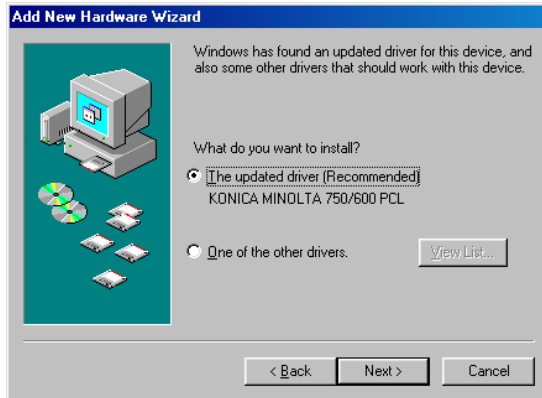 Add New Hardware Wizard
Windows has found an updated driver for this device, and
also some other drivers that should work with this device.
What do you want to install?
The updated driver (Recommended)
KONICA MINOLTA 750/600 PCL
One of the other drivers.
View List...
< Back
Next >
Cancel